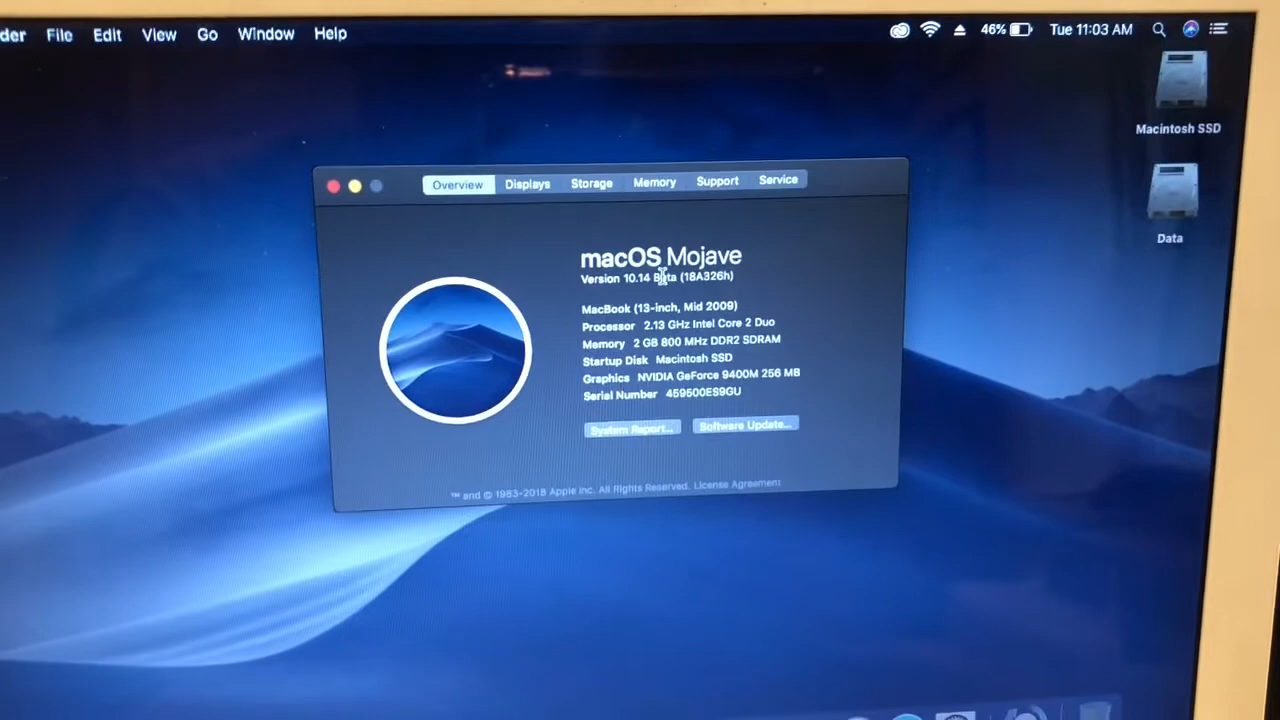 der File Edit View Go Window Help 46% Tue 11:03 AM
Macintosh SSD
Data
Overview Displays Storage Memory Support Service
macOS Mojave
Version 10.14 Beta (18A326h)
MacBook (13-inch, Mid 2009)
Processor 2.13 GHz Intel Core 2 Duo
Memory 2 GB 800 MHz DDR2 SDRAM
Startup Disk Macintosh SSD
Graphics NVIDIA GeForce 9400M 256 MB
Serial Number 459500ES9GU
System Report... Software Update...
™ and © 1983-2018 Apple Inc. All Rights Reserved. License Agreement